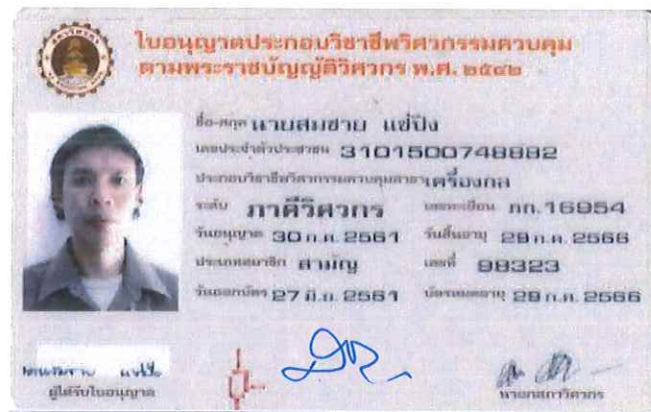 ใบอนุญาตประกอบวิชาชีพวิศวกรรมควบคุม
ตามพระราชบัญญัติวิศวกร พ.ศ. ๒๕๔๒
ชื่อ-สกุล นายสมชาย แซ่ปึง
เลขประจำตัวประชาชน 3101500748882
ประกอบวิชาชีพวิศวกรรมควบคุมสาขา เครื่องกล
ระดับ ภาคีวิศวกร เลขทะเบียน ภก.16954
วันอนุญาต 30 ก.ค. 2561 วันสิ้นอายุ 29 ก.ค. 2566
ประเภทสมาชิก สามัญ เลขที่ 98323
วันออกบัตร 27 มิ.ย. 2561 บัตรหมดอายุ 29 ก.ค. 2566
ผู้ได้รับใบอนุญาต นายกสภาวิศวกร